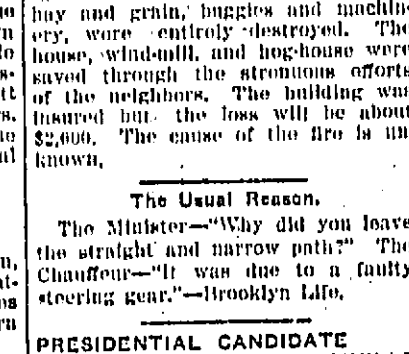 hay and grain, buggies and machin
ery, were entirely destroyed. The
house, wind-mill, and hog-house were
saved through the strenuous efforts
of the neighbors. The building was
insured but the loss will be about
$2,000. The cause of the fire is un
known.
The Usual Reason.
The Minister—"Why did you leave
the straight and narrow path?" The
Chauffeur—"It was due to a faulty
steering gear."—Brooklyn Life.
PRESIDENTIAL CANDIDATE